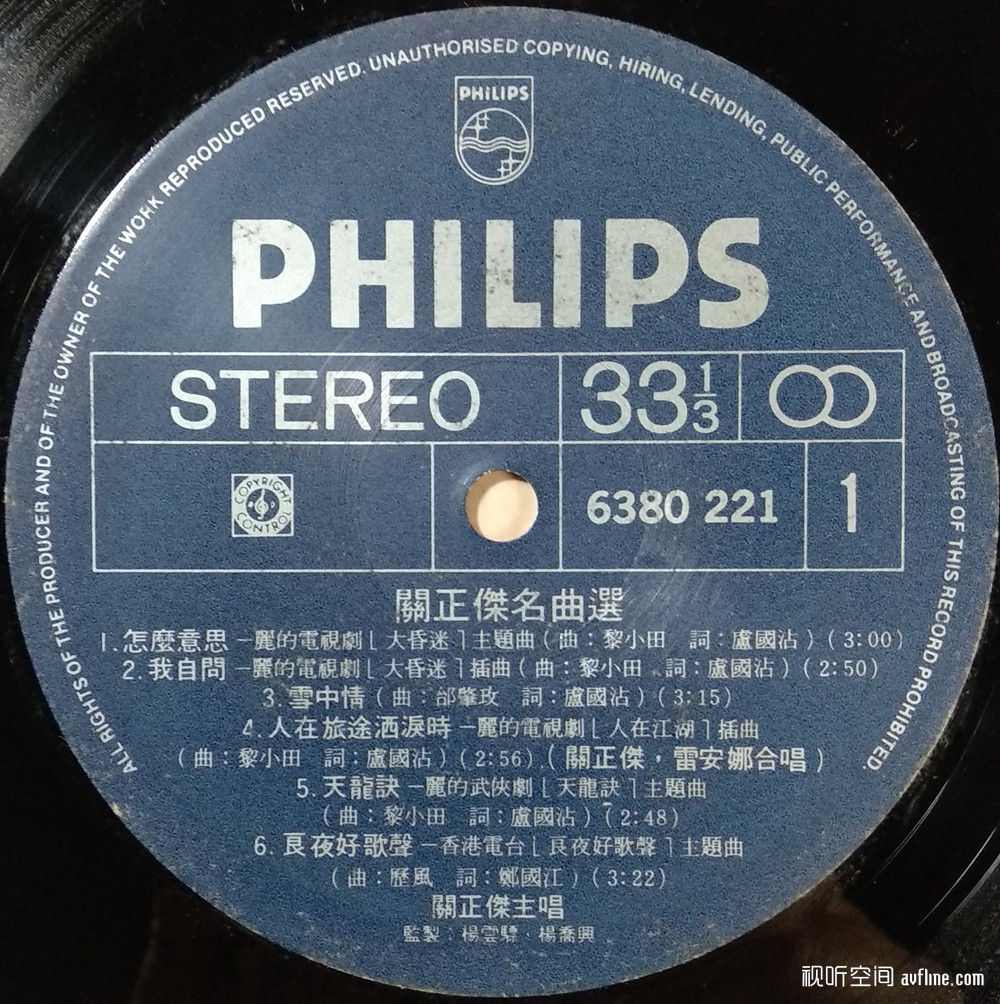 ALL RIGHTS OF THE PRODUCER AND OF THE OWNER OF THE WORK REPRODUCED RESERVED. UNAUTHORISED COPYING, HIRING, LENDING, PUBLIC PERFORMANCE AND BROADCASTING OF THIS RECORD PROHIBITED.
PHILIPS
PHILIPS
STEREO 33 1/3
COPYRIGHT CONTROL
6380 221 1
關正傑名曲選
1.怎麼意思－麗的電視劇[大昏迷]主題曲(曲：黎小田 詞：盧國沾)(3:00)
2.我自問－麗的電視劇[大昏迷]插曲(曲：黎小田 詞：盧國沾)(2:50)
3.雪中情(曲：邰肇玫 詞：盧國沾)(3:15)
4.人在旅途洒淚時－麗的電視劇[人在江湖]插曲
(曲：黎小田 詞：盧國沾)(2:56)(關正傑，雷安娜合唱)
5.天龍訣－麗的武俠劇[天龍訣]主題曲
(曲：黎小田 詞：盧國沾)(2:48)
6.良夜好歌聲－香港電台[良夜好歌聲]主題曲
(曲：歷風 詞：鄭國江)(3:22)
關正傑主唱
監製：楊雲驃·楊喬興
视听空间 avfline.com